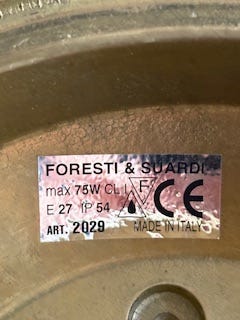 FORESTI & SUARDI
max 75W CL I F CE
E 27 IP 54
ART. 2029 MADE IN ITALY